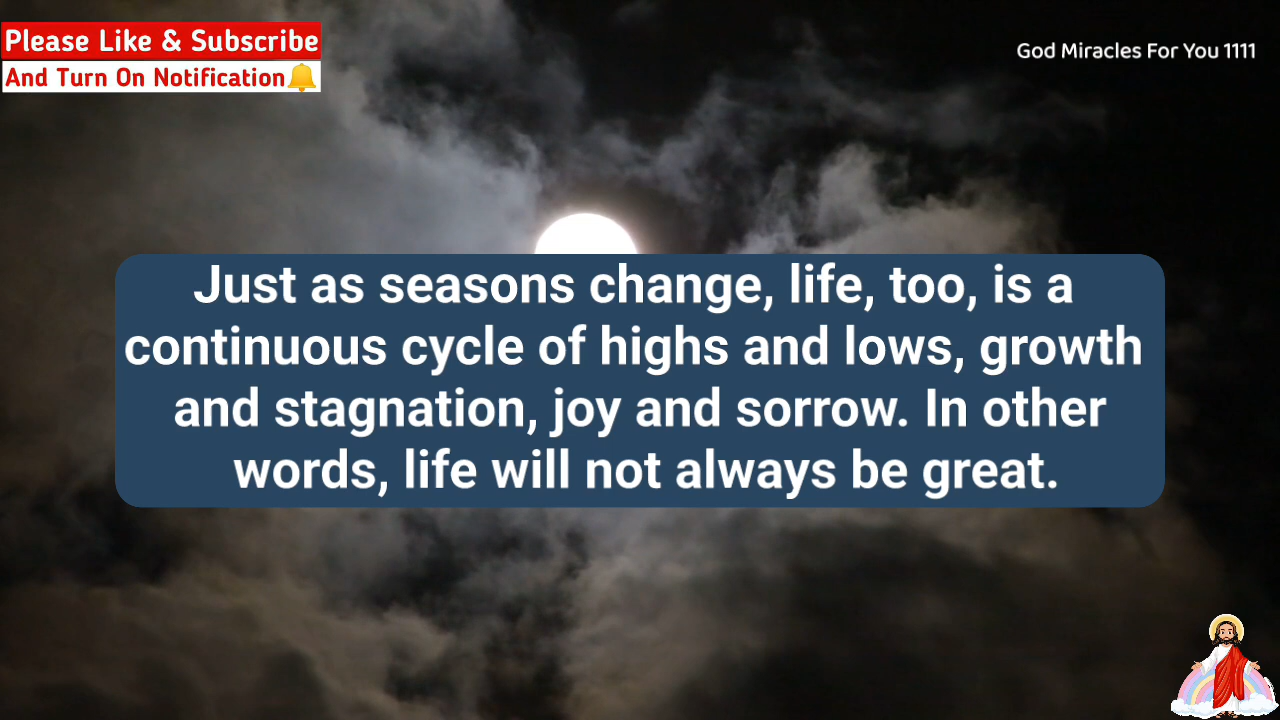 Please Like & Subscribe
And Turn On Notification🔔
God Miracles For You 1111
Just as seasons change, life, too, is a
continuous cycle of highs and lows, growth
and stagnation, joy and sorrow. In other
words, life will not always be great.